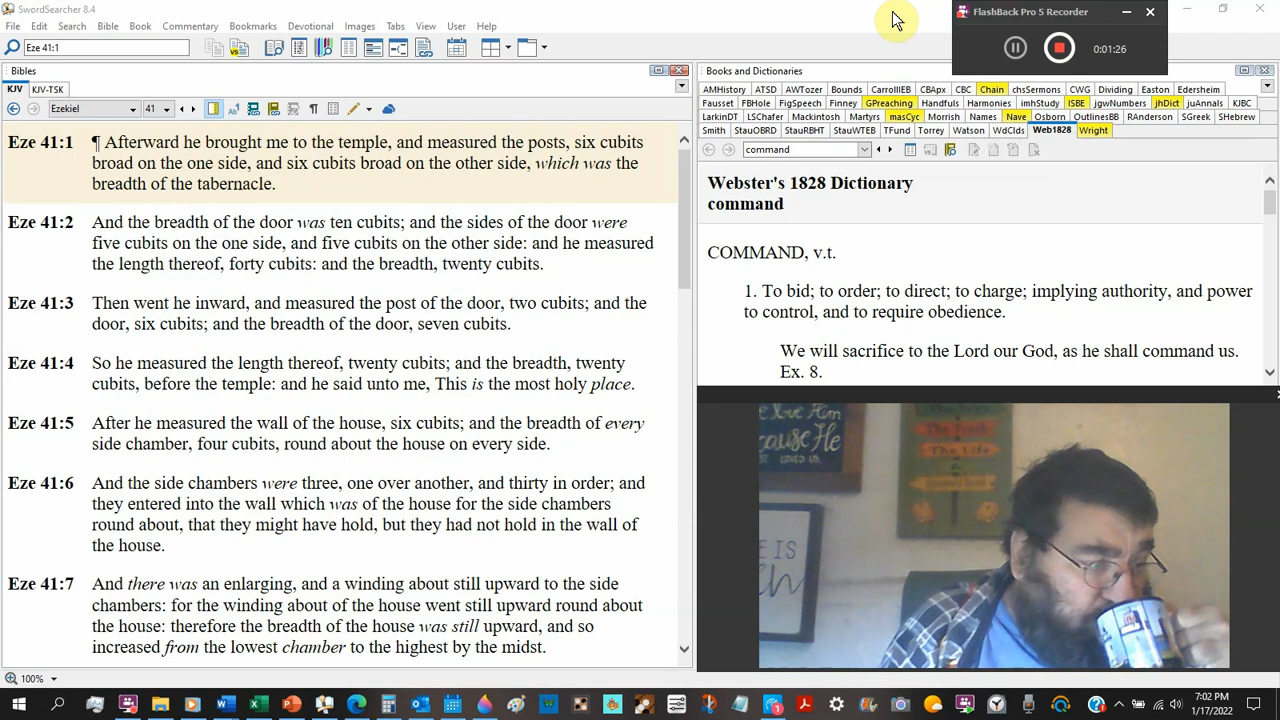 SwordSearcher 8.4
File Edit Search Bible Book Commentary Bookmarks Devotional Images Tabs View User Help
Eze 41:1
FlashBack Pro 5 Recorder
0:01:26
Bibles
KJV KJV-TSK
Ezekiel 41
Eze 41:1 ¶ Afterward he brought me to the temple, and measured the posts, six cubits
broad on the one side, and six cubits broad on the other side, which was the
breadth of the tabernacle.
Eze 41:2 And the breadth of the door was ten cubits; and the sides of the door were
five cubits on the one side, and five cubits on the other side: and he measured
the length thereof, forty cubits: and the breadth, twenty cubits.
Eze 41:3 Then went he inward, and measured the post of the door, two cubits; and the
door, six cubits; and the breadth of the door, seven cubits.
Eze 41:4 So he measured the length thereof, twenty cubits; and the breadth, twenty
cubits, before the temple: and he said unto me, This is the most holy place.
Eze 41:5 After he measured the wall of the house, six cubits; and the breadth of every
side chamber, four cubits, round about the house on every side.
Eze 41:6 And the side chambers were three, one over another, and thirty in order; and
they entered into the wall which was of the house for the side chambers
round about, that they might have hold, but they had not hold in the wall of
the house.
Eze 41:7 And there was an enlarging, and a winding about still upward to the side
chambers: for the winding about of the house went still upward round about
the house: therefore the breadth of the house was still upward, and so
increased from the lowest chamber to the highest by the midst.
100%
Books and Dictionaries
AMHistory ATSD AWTozer Bounds CarrollIEB CBApx CBC Chain chsSermons CWG Dividing Easton Edersheim
Fausset FBHole FigSpeech Finney GPreaching Handfuls Harmonies imhStudy ISBE jgwNumbers jhDict juAnnals KJBC
LarkinDT LSChafer Mackintosh Martyrs masCyc Morrish Names Nave Osborn OutlinesBB RAnderson SGreek SHebrew
Smith StauOBRD StauRBHT StauWTEB TFund Torrey Watson WdClids Web1828 Wright
command
Webster's 1828 Dictionary
command
COMMAND, v.t.
1. To bid; to order; to direct; to charge; implying authority, and power
to control, and to require obedience.
We will sacrifice to the Lord our God, as he shall command us.
Ex. 8.
love Him
cause He
LOVED US.
The Truth
The Life
E IS
7:02 PM
1/17/2022